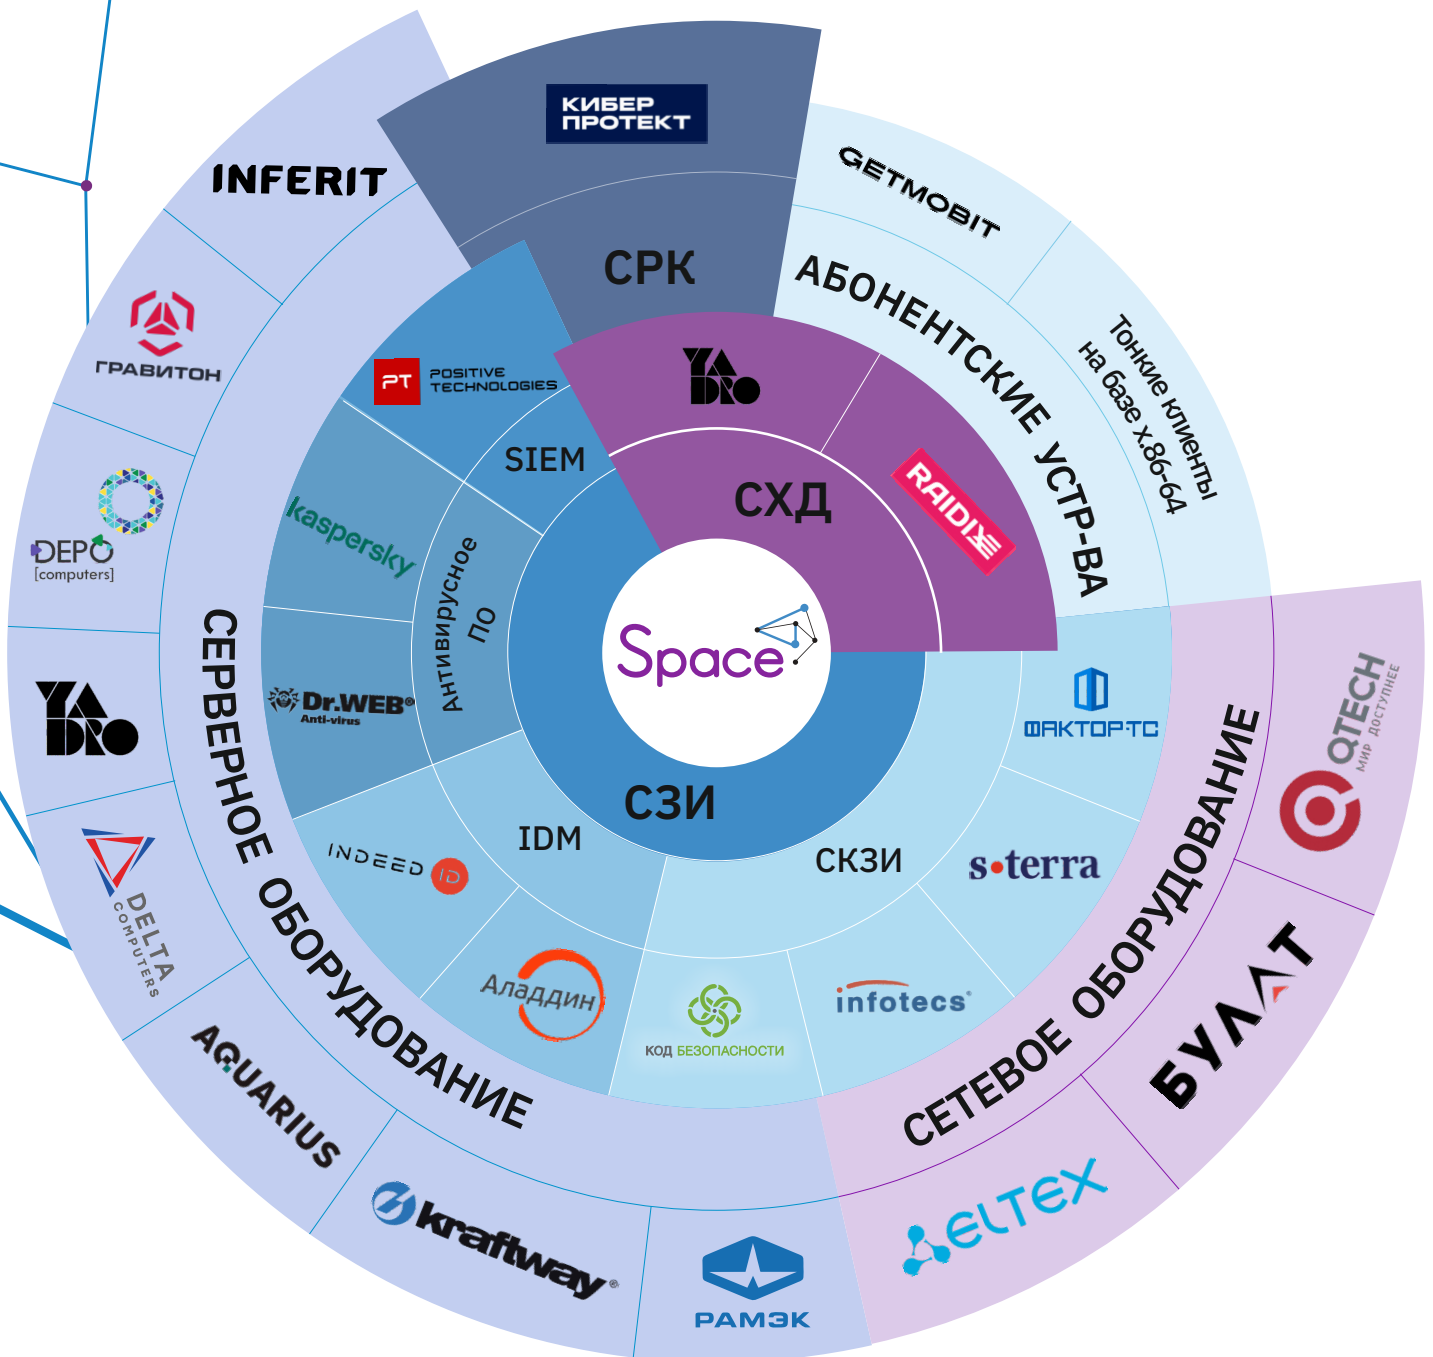 Space
СХД
YADRO
RAIDIX
СРК
КИБЕР
ПРОТЕКТ
АБОНЕНТСКИЕ УСТР-ВА
GETMOBIT
Тонкие клиенты
на базе x.86-64
СЗИ
SIEM
PT
POSITIVE
TECHNOLOGIES
Антивирусное
ПО
kaspersky
Dr.WEB®
Anti-virus
IDM
INDEED ID
Аладдин
СКЗИ
КОД БЕЗОПАСНОСТИ
infotecs®
s•terra
ФАКТОР·ТС
СЕТЕВОЕ ОБОРУДОВАНИЕ
QTECH
МИР ДОСТУПНЕЕ
БУЛАТ
ELTEX
СЕРВЕРНОЕ ОБОРУДОВАНИЕ
INFERIT
ГРАВИТОН
DEPO
[computers]
YADRO
DELTA
COMPUTERS
AQUARIUS
kraftway®
РАМЭК